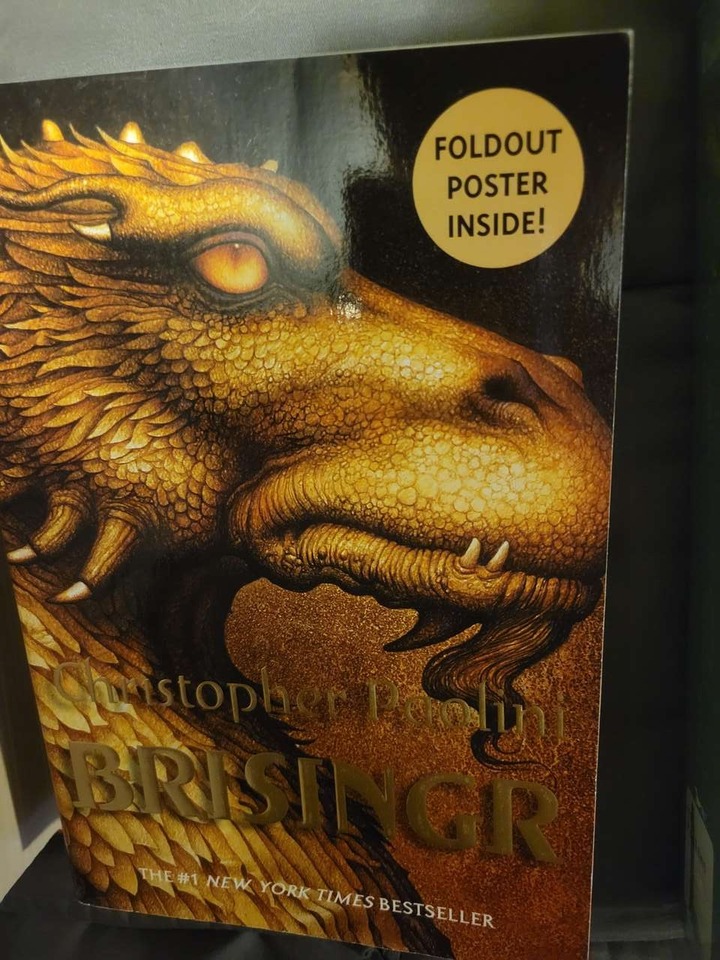 FOLDOUT
POSTER
INSIDE!
Christopher Paolini
BRISINGR
THE #1 NEW YORK TIMES BESTSELLER